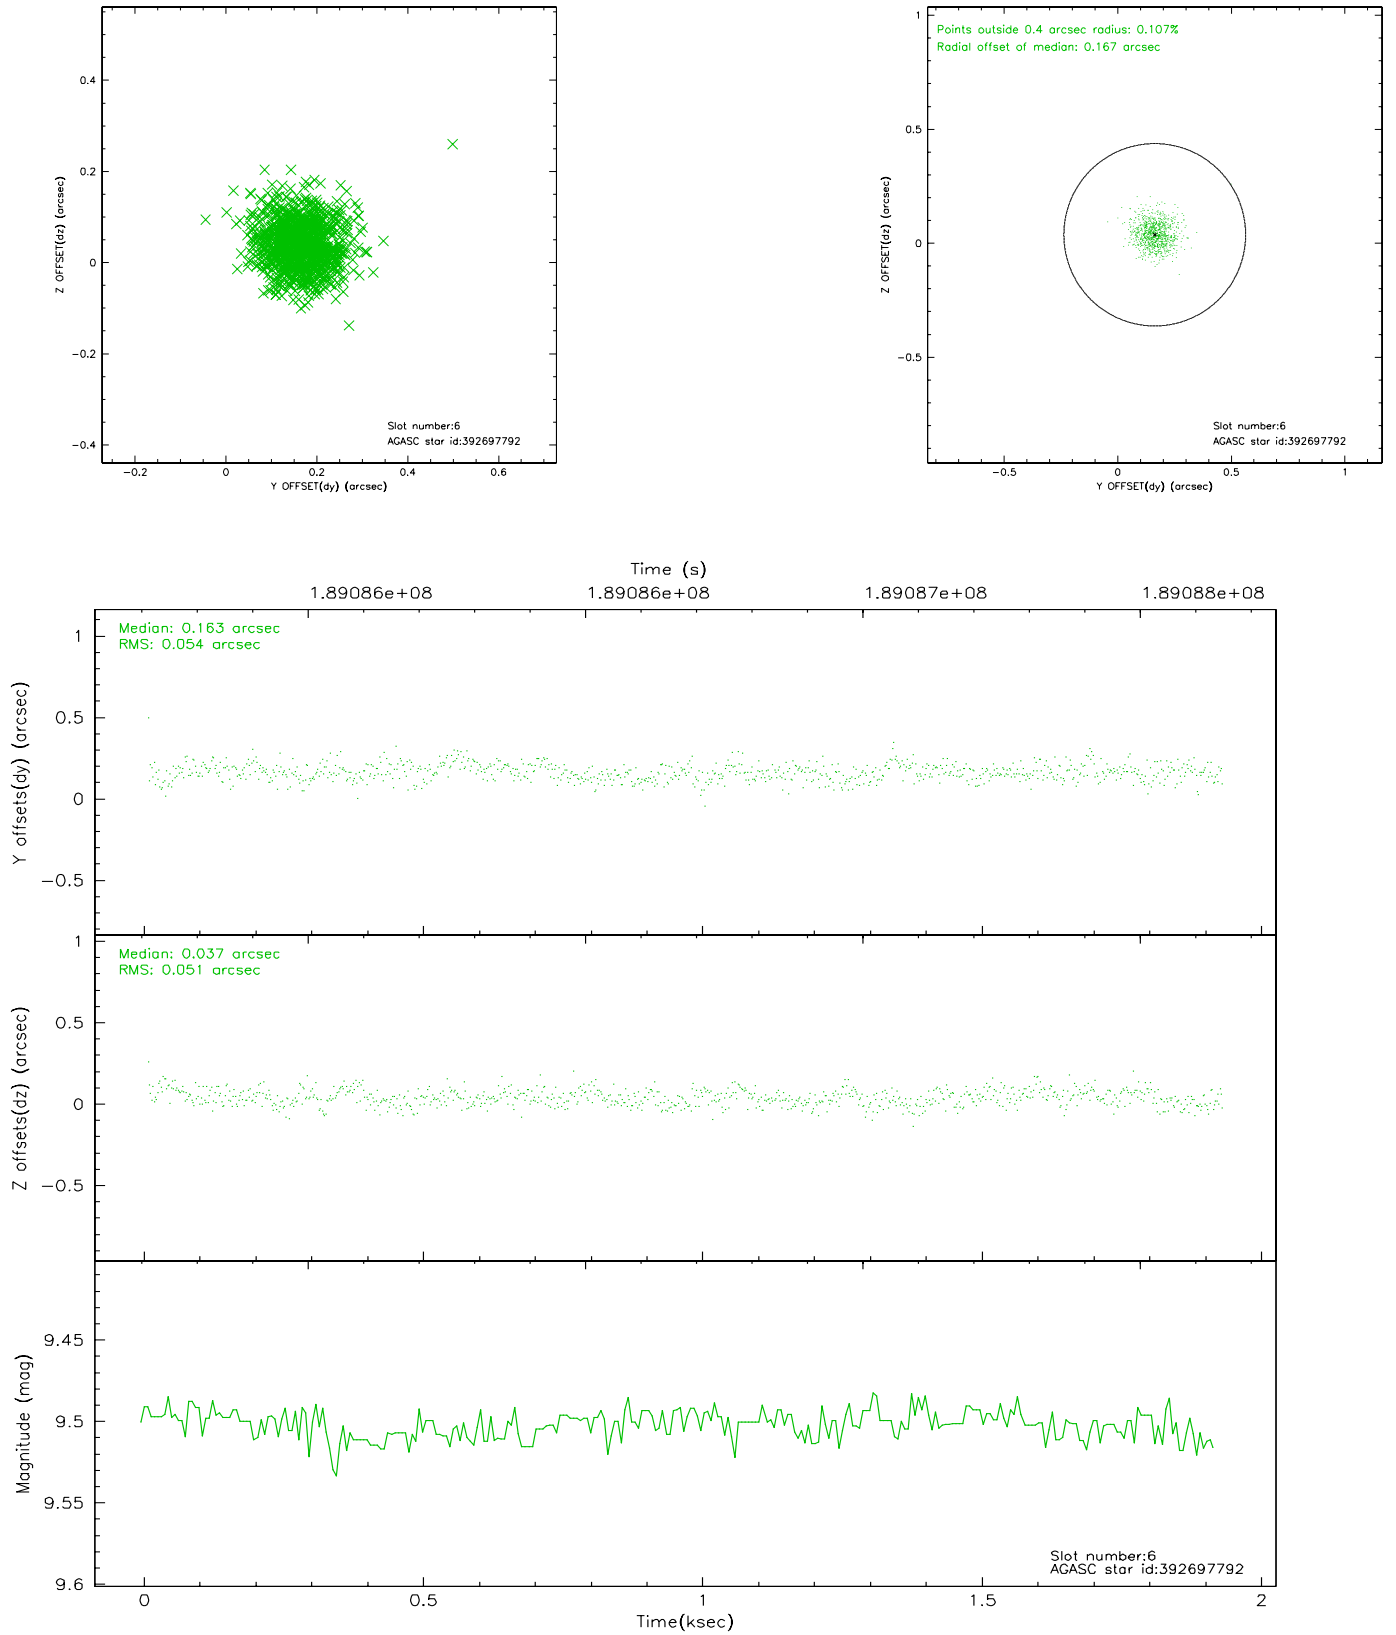 0.4
0.2
0
−0.2
−0.4
Z OFFSET(dz) (arcsec)
Slot number:6
AGASC star id:392697792
−0.2 0 0.2 0.4 0.6
Y OFFSET(dy) (arcsec)
Points outside 0.4 arcsec radius: 0.107%
Radial offset of median: 0.167 arcsec
1
0.5
0
−0.5
Z OFFSET(dz) (arcsec)
Slot number:6
AGASC star id:392697792
−0.5 0 0.5 1
Y OFFSET(dy) (arcsec)
Time (s)
1.89086e+08 1.89086e+08 1.89087e+08 1.89088e+08
Median: 0.163 arcsec
RMS: 0.054 arcsec
1
0.5
0
−0.5
Y offsets(dy) (arcsec)
Median: 0.037 arcsec
RMS: 0.051 arcsec
1
0.5
0
−0.5
Z offsets(dz) (arcsec)
9.45
9.5
9.55
9.6
Magnitude (mag)
Slot number:6
AGASC star id:392697792
0 0.5 1 1.5 2
Time(ksec)